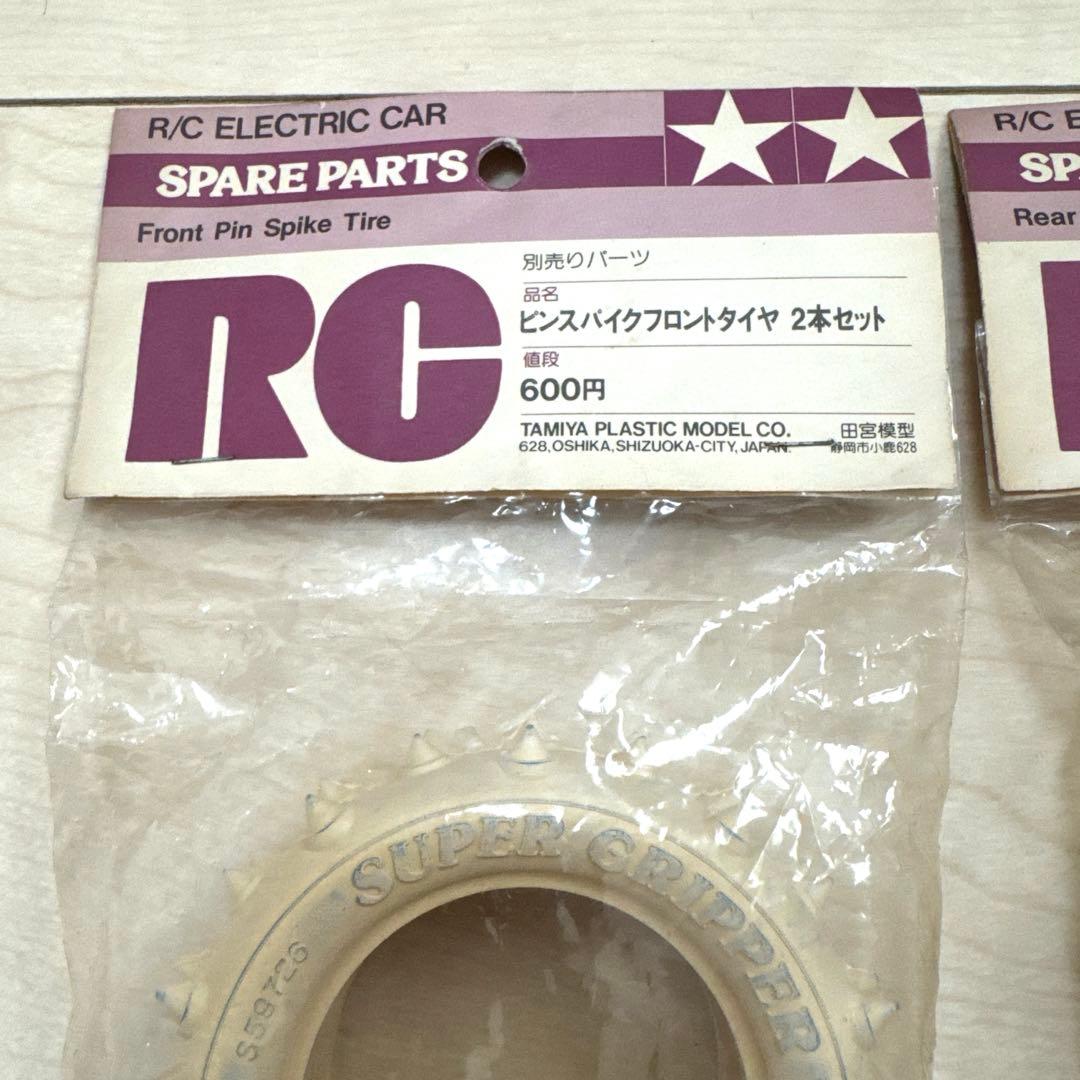 R/C ELECTRIC CAR
SPARE PARTS
Front Pin Spike Tire
RC
別売りパーツ
品名
ピンスパイクフロントタイヤ 2本セット
値段
600円
TAMIYA PLASTIC MODEL CO. 田宮模型
628, OSHIKA, SHIZUOKA-CITY, JAPAN. 静岡市小鹿628
SUPER GRIPPER
S59726
R/C E
SP
Rear